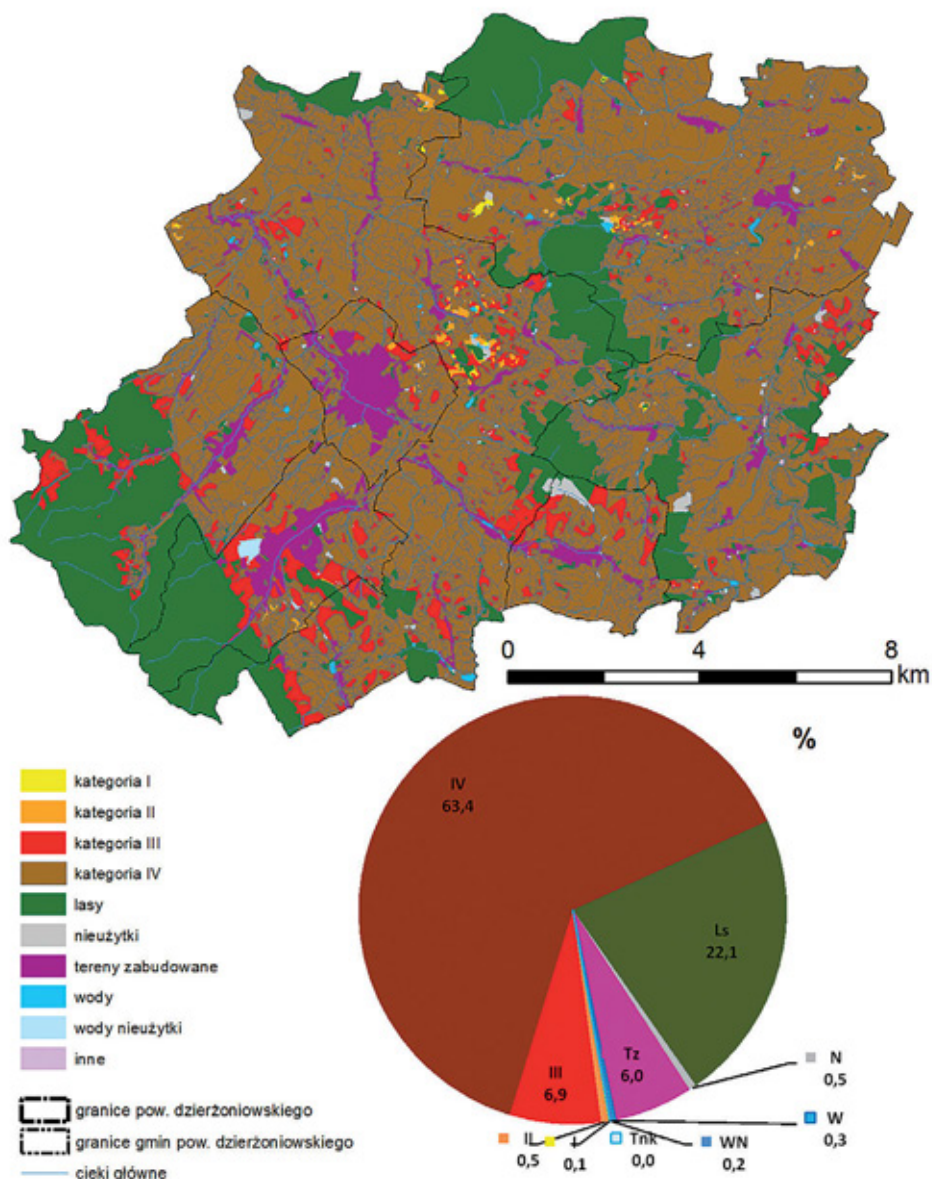 0 4 8
km
%
kategoria I
kategoria II
kategoria III
kategoria IV
lasy
nieużytki
tereny zabudowane
wody
wody nieużytki
inne
granice pow. dzierżoniowskiego
granice gmin pow. dzierżoniowskiego
cieki główne
IV
63,4
Ls
22,1
Tz
6,0
III
6,9
N
0,5
W
0,3
WN
0,2
Tnk
0,0
I
0,1
II
0,5